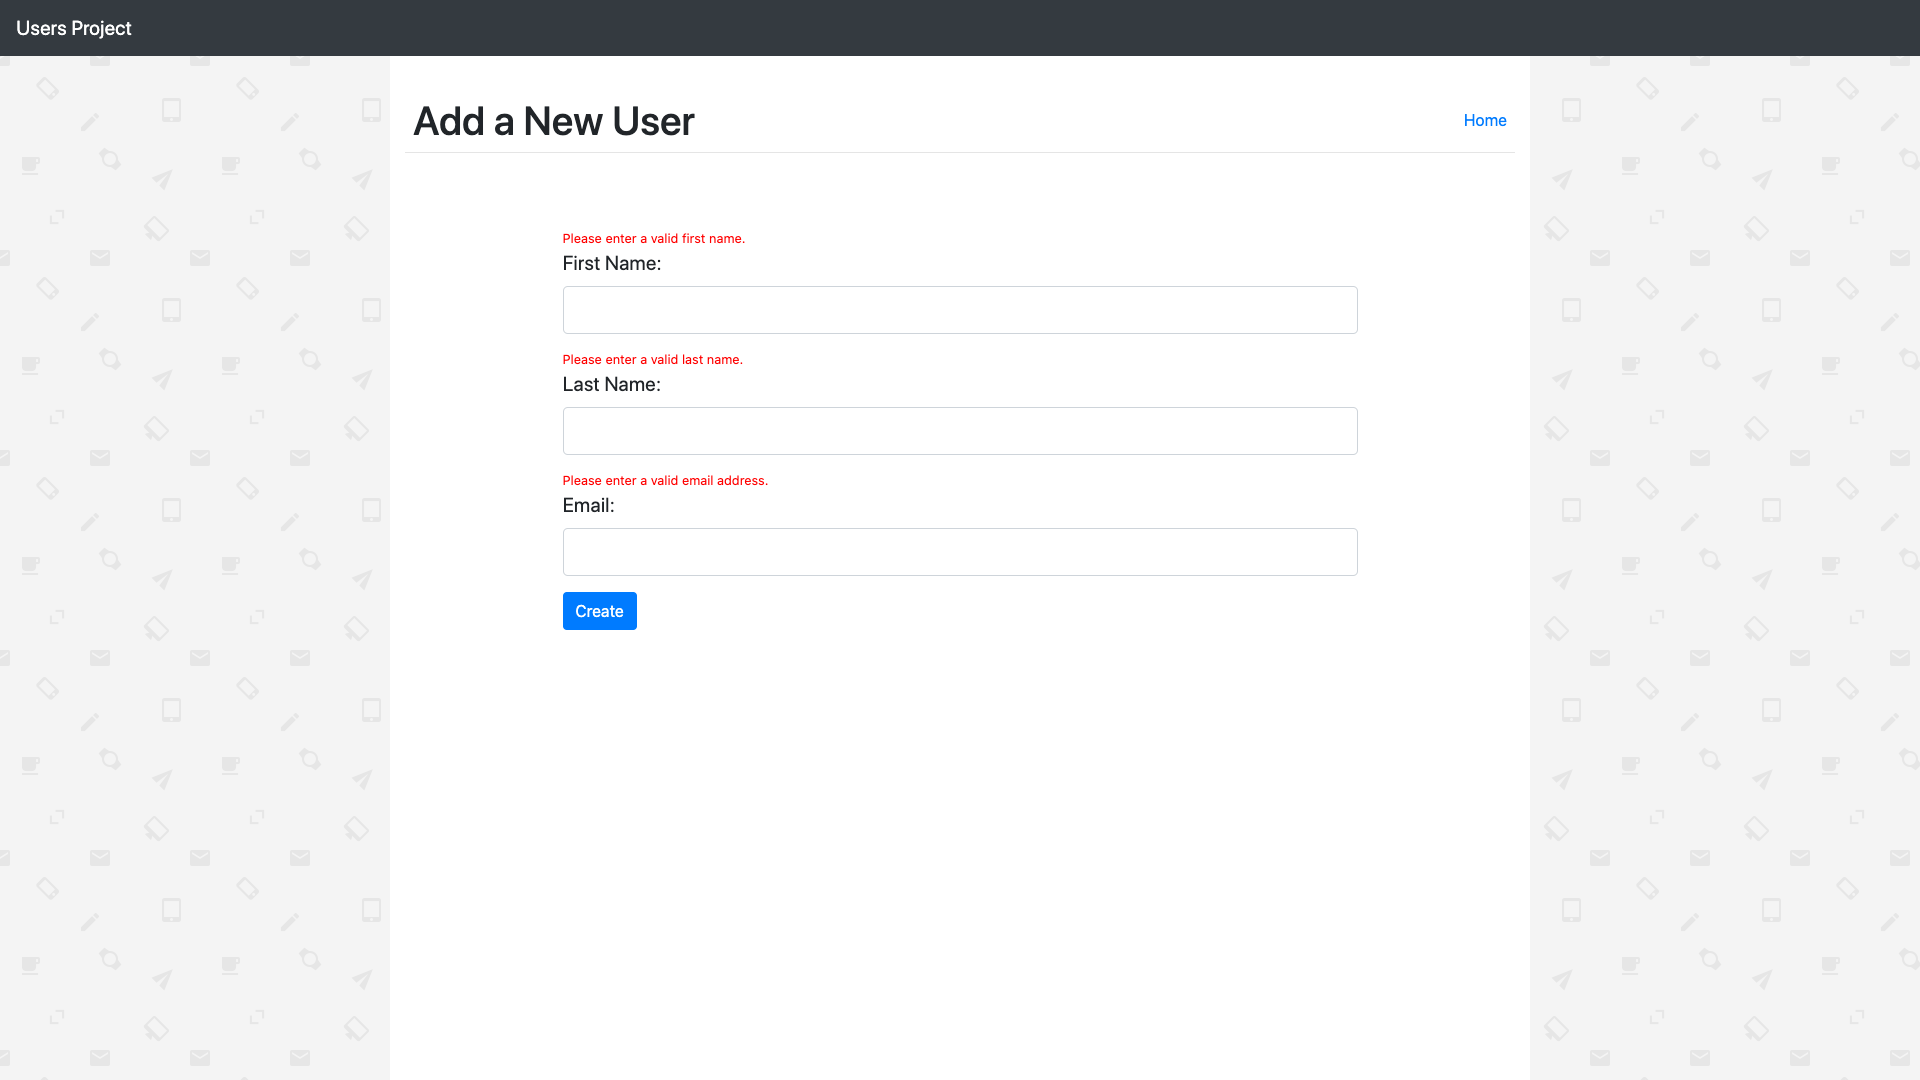 Users Project
Add a New User
Home
Please enter a valid first name.
First Name:
Please enter a valid last name.
Last Name:
Please enter a valid email address.
Email:
Create